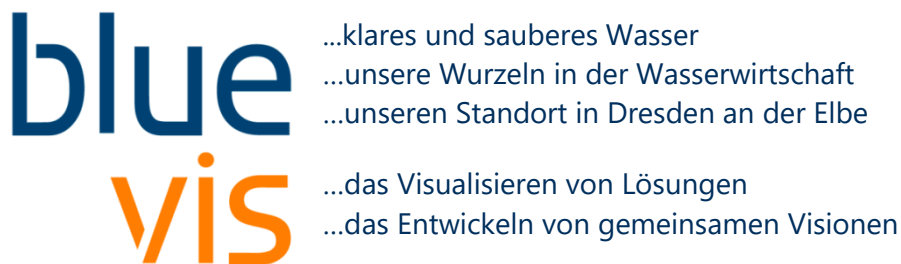 blue
...klares und sauberes Wasser
...unsere Wurzeln in der Wasserwirtschaft
...unseren Standort in Dresden an der Elbe
vis
...das Visualisieren von Lösungen
...das Entwickeln von gemeinsamen Visionen